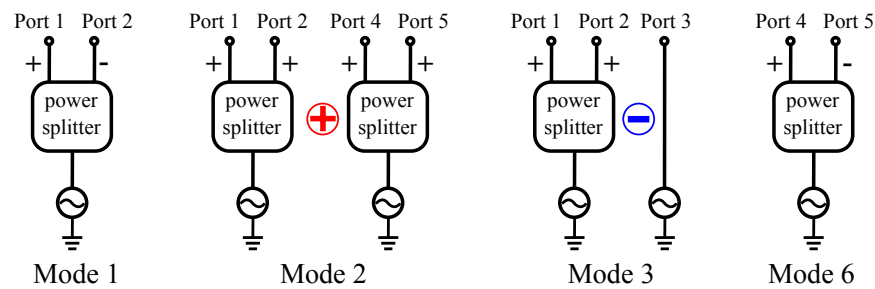 Port 1 Port 2 Port 1 Port 2 Port 4 Port 5 Port 1 Port 2 Port 3 Port 4 Port 5
+ - + + + + + + + -
power power power power power
splitter splitter splitter splitter splitter
Mode 1 Mode 2 Mode 3 Mode 6